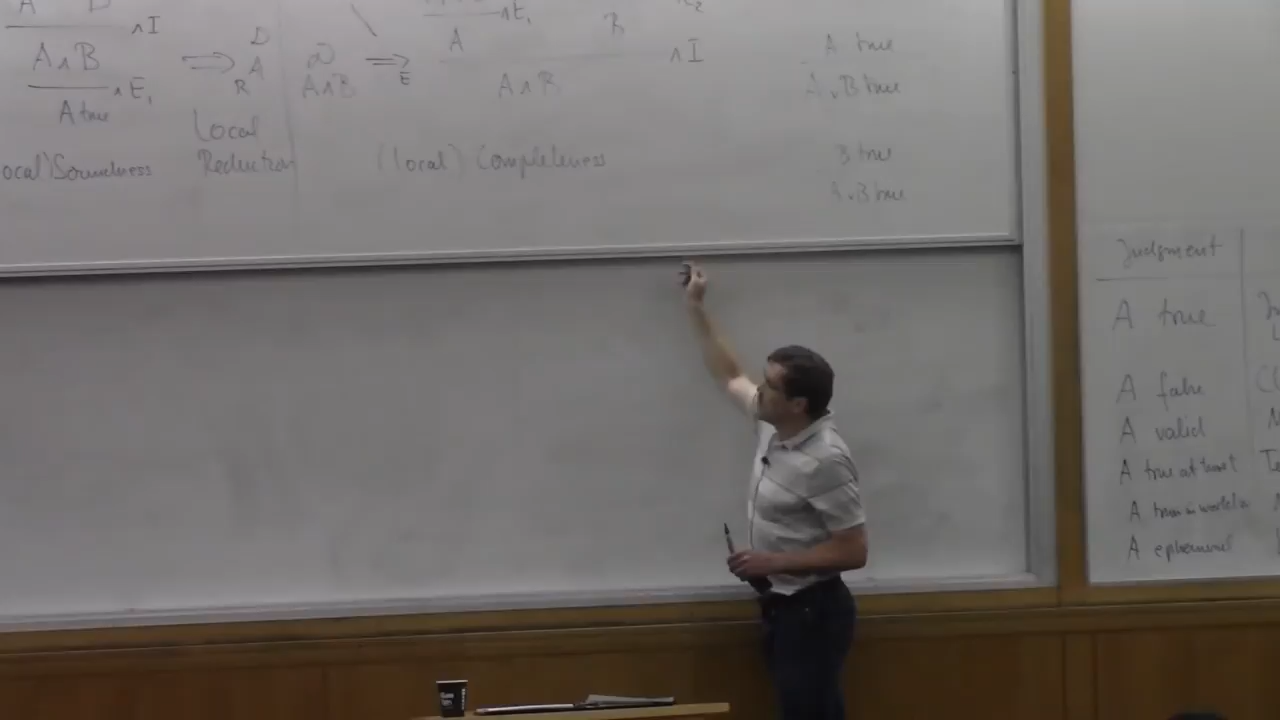 ∧I
A∧B
∧E₁
A true
⟹R
D
A
Local
Reduction
ocal) Soundness
D
A∧B
⟹E
∧E₁
A
B
∧I
A∧B
(local) Completeness
A true
A∨B true
B true
A∨B true
Judgment
A true
A false
A valid
A true at time t
A true in world w
A ephemeral